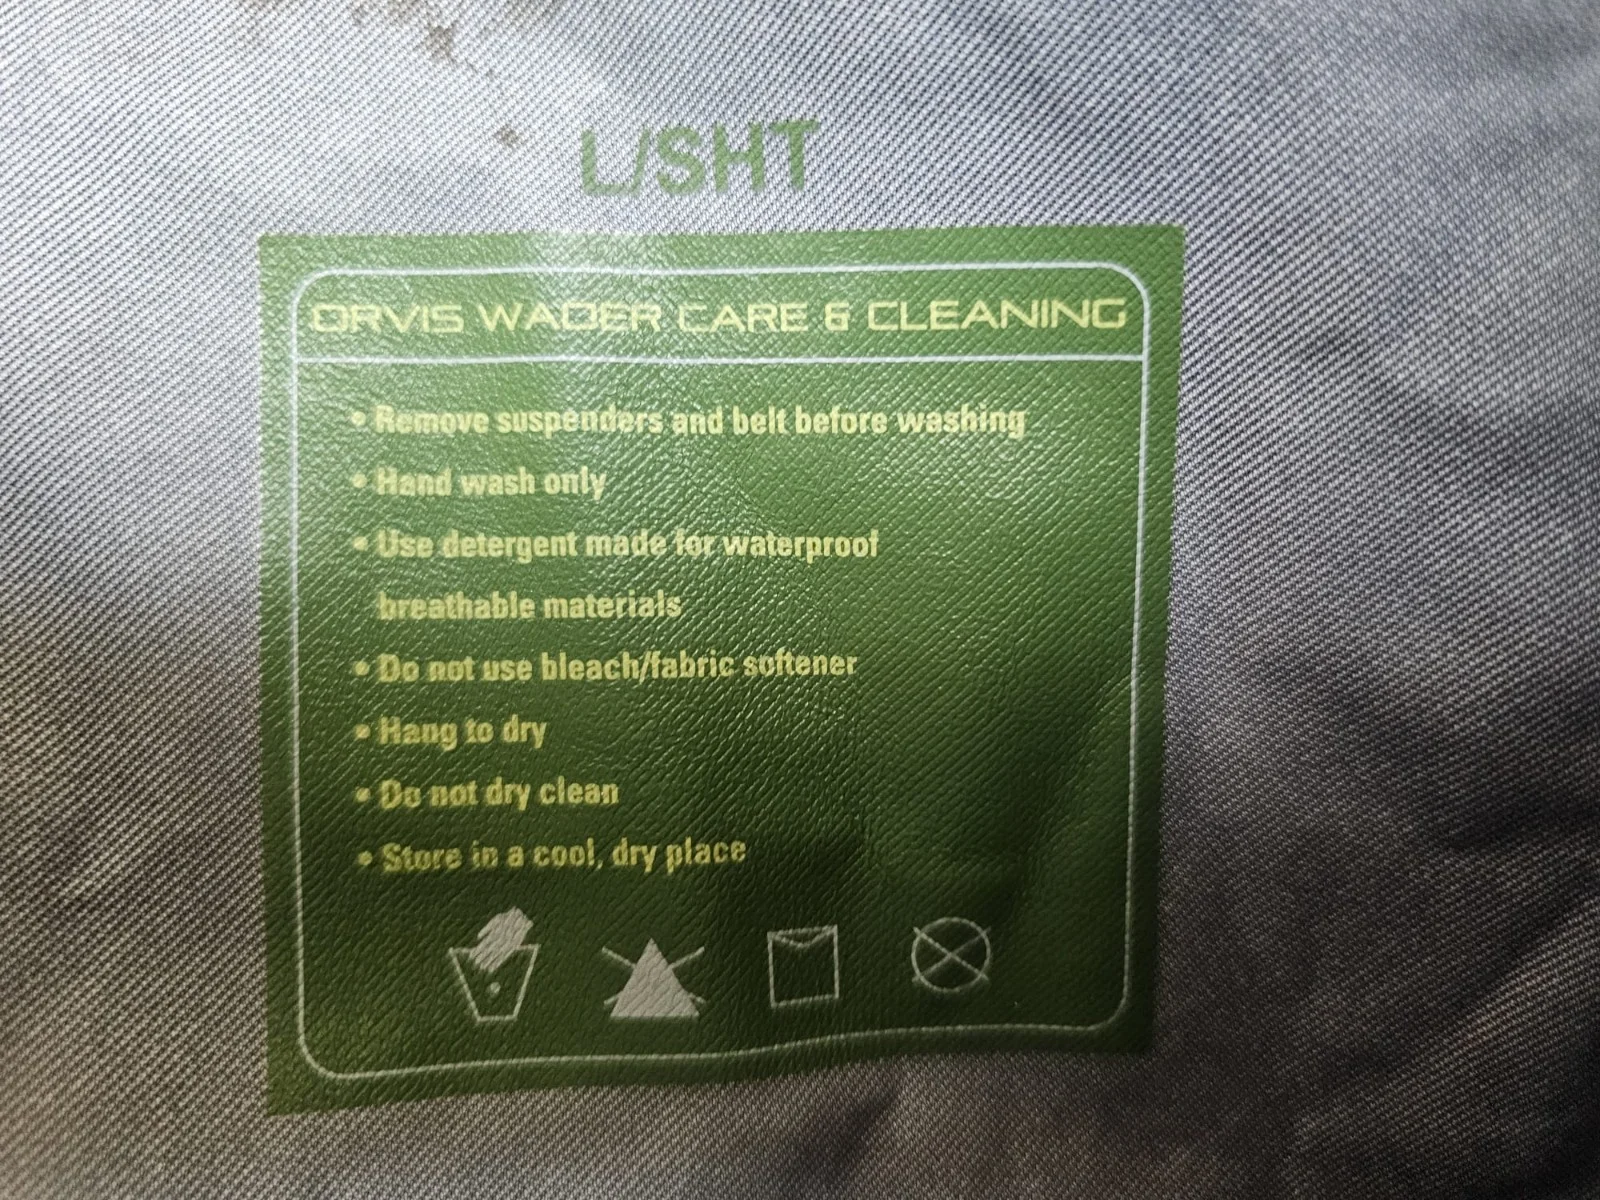 L/SHT
ORVIS WADER CARE & CLEANING
• Remove suspenders and belt before washing
• Hand wash only
• Use detergent made for waterproof
breathable materials
• Do not use bleach/fabric softener
• Hang to dry
• Do not dry clean
• Store in a cool, dry place